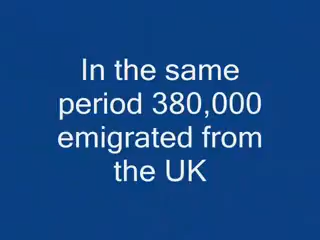 In the same
period 380,000
emigrated from
the UK